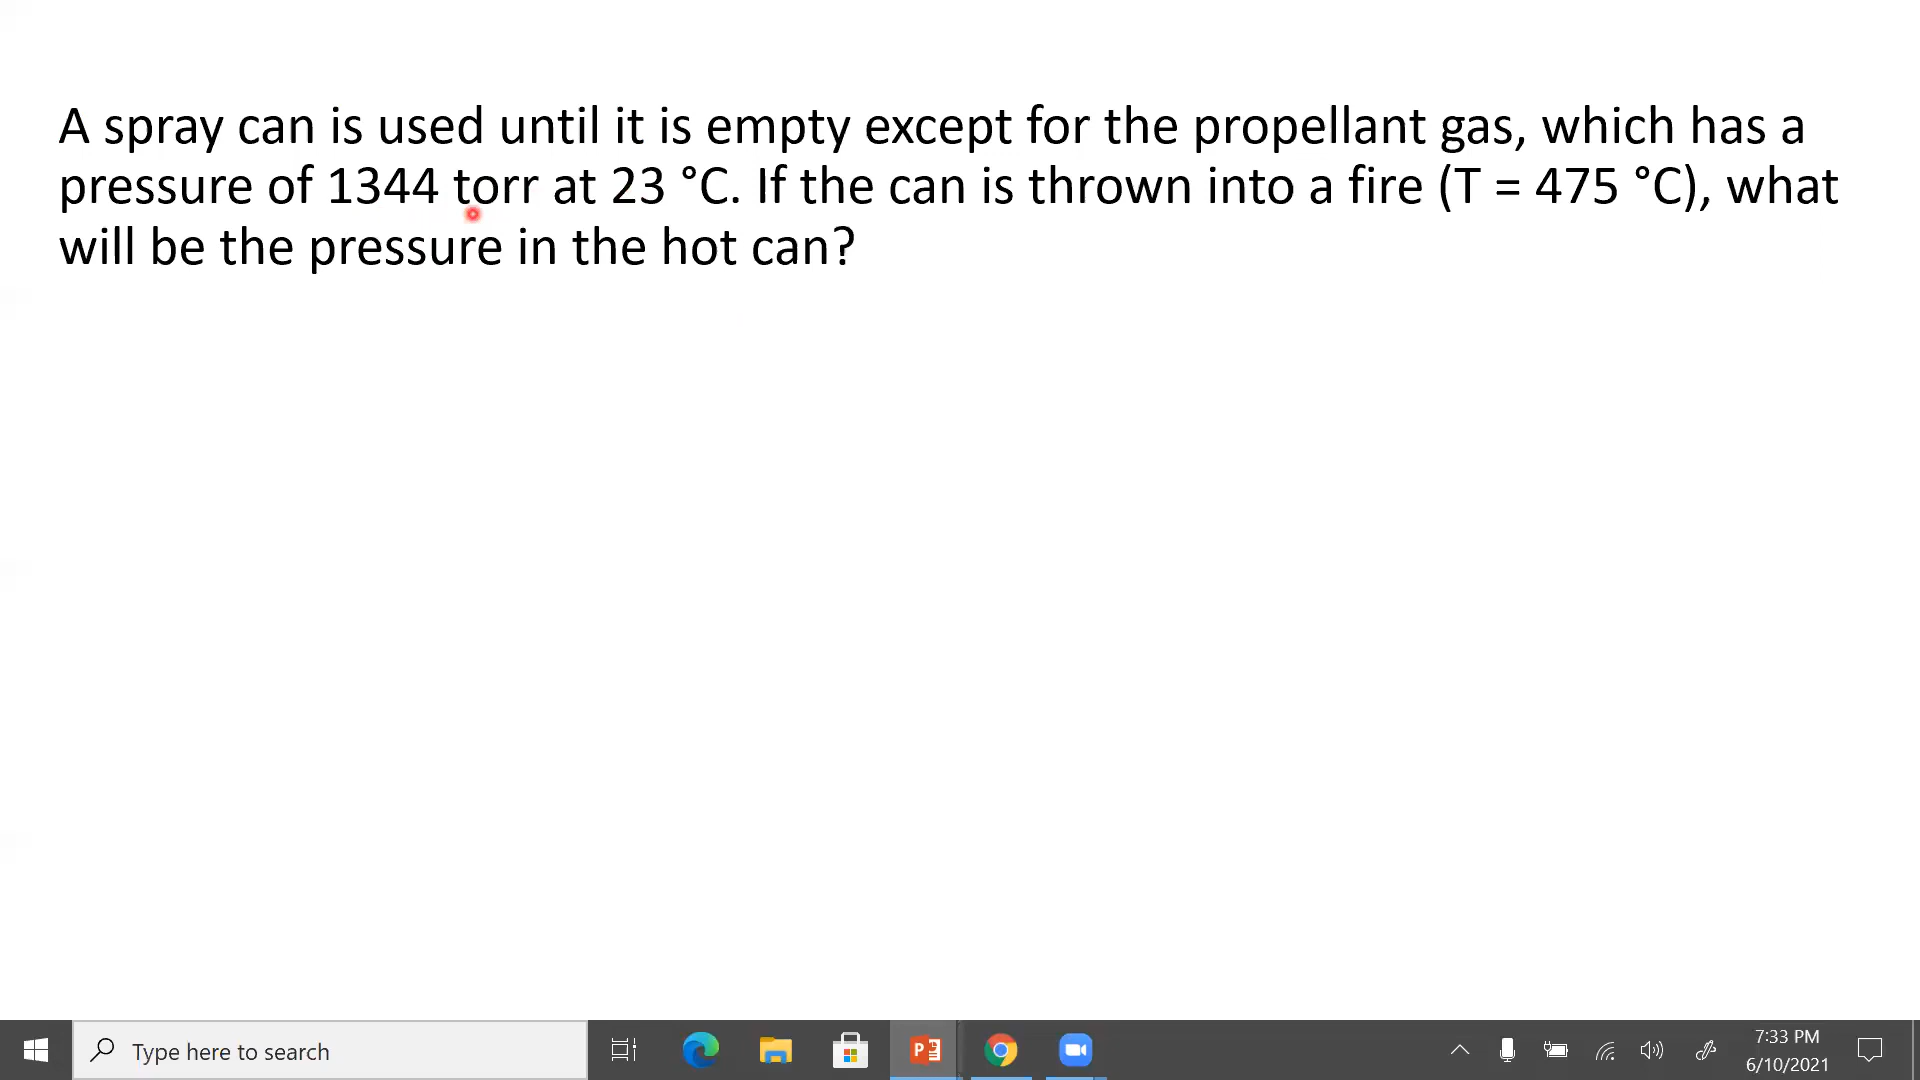 A spray can is used until it is empty except for the propellant gas, which has a
pressure of 1344 torr at 23 °C. If the can is thrown into a fire (T = 475 °C), what
will be the pressure in the hot can?
Type here to search
7:33 PM
6/10/2021